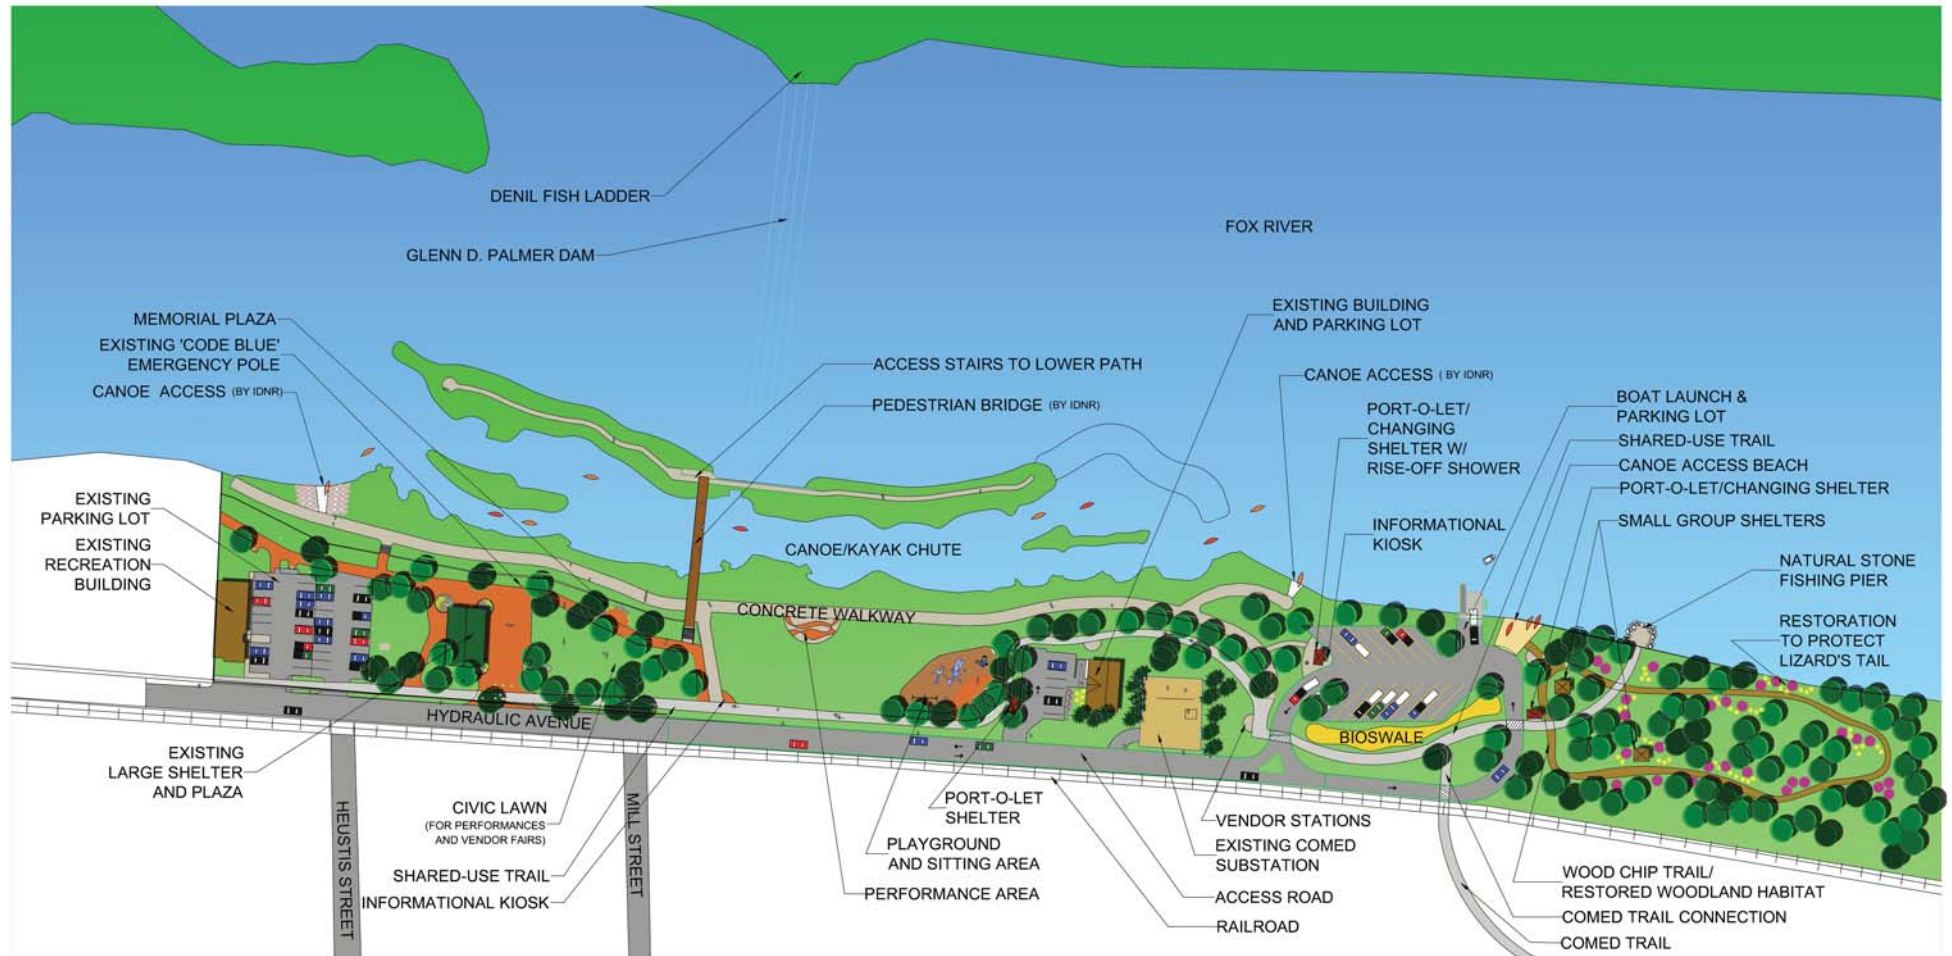 DENIL FISH LADDER
FOX RIVER
GLENN D. PALMER DAM
MEMORIAL PLAZA
EXISTING 'CODE BLUE'
EMERGENCY POLE
CANOE ACCESS (BY IDNR)
EXISTING
PARKING LOT
EXISTING
RECREATION
BUILDING
ACCESS STAIRS TO LOWER PATH
PEDESTRIAN BRIDGE (BY IDNR)
EXISTING BUILDING
AND PARKING LOT
CANOE ACCESS ( BY IDNR)
PORT-O-LET/
CHANGING
SHELTER W/
RISE-OFF SHOWER
INFORMATIONAL
KIOSK
BOAT LAUNCH &
PARKING LOT
SHARED-USE TRAIL
CANOE ACCESS BEACH
PORT-O-LET/CHANGING SHELTER
SMALL GROUP SHELTERS
NATURAL STONE
FISHING PIER
RESTORATION
TO PROTECT
LIZARD'S TAIL
CANOE/KAYAK CHUTE
CONCRETE WALKWAY
HYDRAULIC AVENUE
BIOSWALE
EXISTING
LARGE SHELTER
AND PLAZA
HEUSTIS STREET
CIVIC LAWN
(FOR PERFORMANCES
AND VENDOR FAIRS)
SHARED-USE TRAIL
INFORMATIONAL KIOSK
MILL STREET
PORT-O-LET
SHELTER
PLAYGROUND
AND SITTING AREA
PERFORMANCE AREA
VENDOR STATIONS
EXISTING COMED
SUBSTATION
ACCESS ROAD
RAILROAD
WOOD CHIP TRAIL/
RESTORED WOODLAND HABITAT
COMED TRAIL CONNECTION
COMED TRAIL